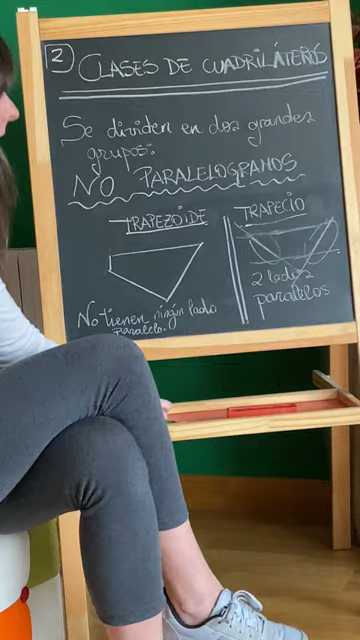 2
CLASES DE CUADRILÁTEROS
Se dividen en dos grandes
grupos:
NO PARALELOGRAMOS
TRAPEZOIDE
TRAPECIO
No tienen ningún lado
paralelo.
2 lados
paralelos